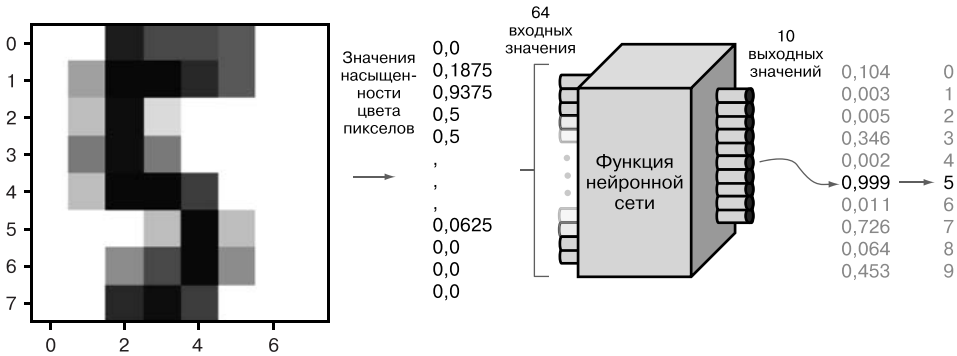 0
1
2
3
4
5
6
7
0 2 4 6
Значения
насыщен-
ности
цвета
пикселов
0,0
0,1875
0,9375
0,5
0,5
,
,
,
0,0625
0,0
0,0
0,0
64
входных
значения
Функция
нейронной
сети
10
выходных
значений
0,104 0
0,003 1
0,005 2
0,346 3
0,002 4
0,999 5
0,011 6
0,726 7
0,064 8
0,453 9